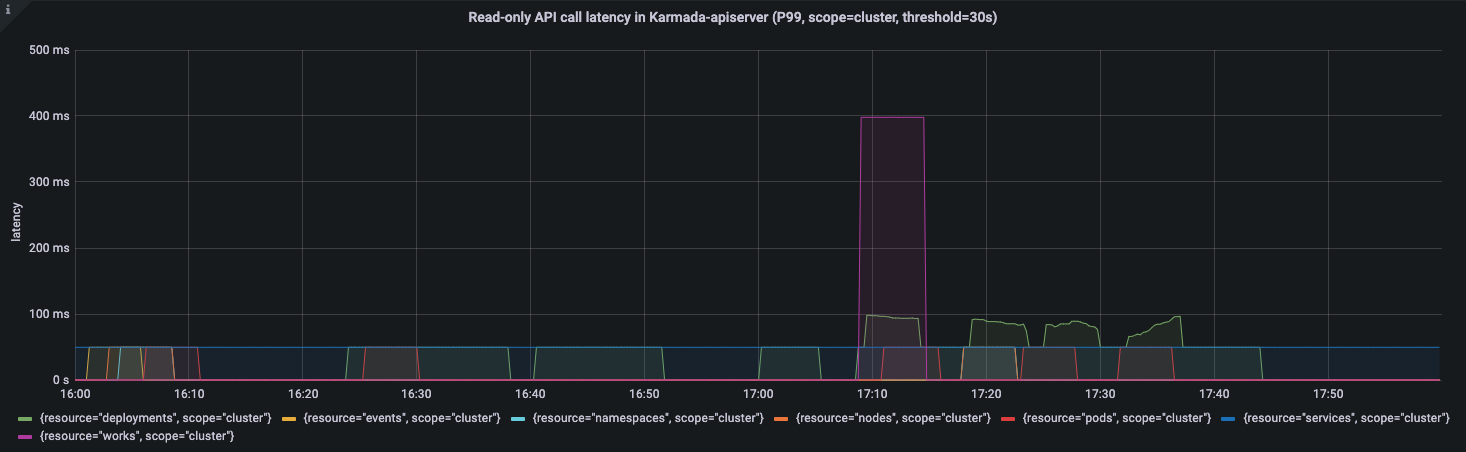 i
Read-only API call latency in Karmada-apiserver (P99, scope=cluster, threshold=30s)
500 ms
400 ms
300 ms
200 ms
100 ms
0 s
latency
16:00 16:10 16:20 16:30 16:40 16:50 17:00 17:10 17:20 17:30 17:40 17:50
{resource="deployments", scope="cluster"} {resource="events", scope="cluster"} {resource="namespaces", scope="cluster"} {resource="nodes", scope="cluster"} {resource="pods", scope="cluster"} {resource="services", scope="cluster"}
{resource="works", scope="cluster"}